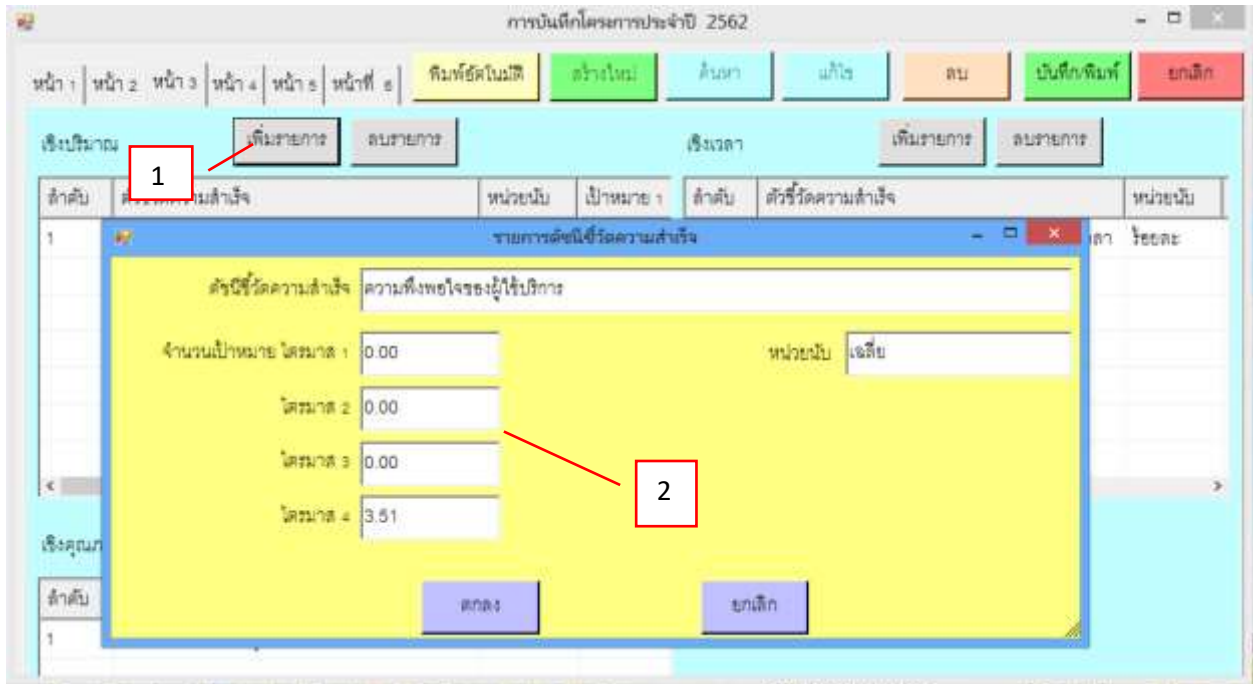 การบันทึกโครงการประจำปี 2562
หน้า 1 หน้า 2 หน้า 3 หน้า 4 หน้า 5 หน้าที่ 6 พิมพ์อัตโนมัติ สร้างใหม่ ค้นหา แก้ไข ลบ บันทึก/พิมพ์ ยกเลิก
เชิงปริมาณ เพิ่มรายการ ลบรายการ เชิงเวลา เพิ่มรายการ ลบรายการ
1
ลำดับ ตัวชี้วัดความสำเร็จ หน่วยนับ เป้าหมาย 1 ลำดับ ตัวชี้วัดความสำเร็จ หน่วยนับ
1 รายการดัชนีชี้วัดความสำเร็จ ลา ร้อยละ
ดัชนีชี้วัดความสำเร็จ ความพึงพอใจของผู้ใช้บริการ
จำนวนเป้าหมาย ไตรมาส 1 0.00 หน่วยนับ เฉลี่ย
ไตรมาส 2 0.00
ไตรมาส 3 0.00
2
ไตรมาส 4 3.51
เชิงคุณภ
ลำดับ ตกลง ยกเลิก
1